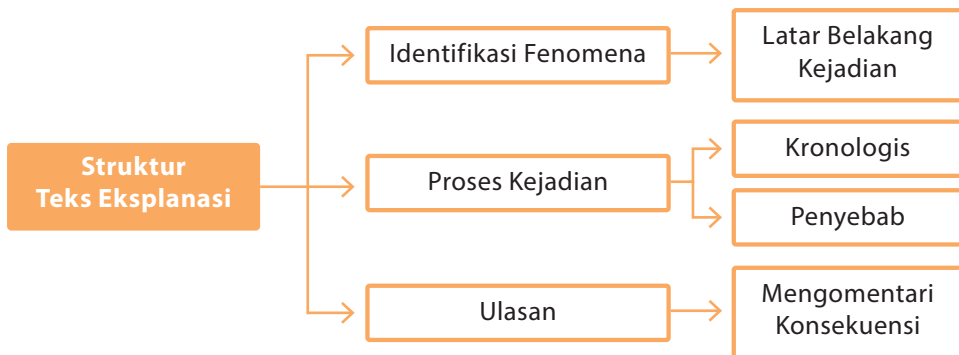 Struktur
Teks Eksplanasi
Identifikasi Fenomena
Latar Belakang
Kejadian
Proses Kejadian
Kronologis
Penyebab
Ulasan
Mengomentari
Konsekuensi